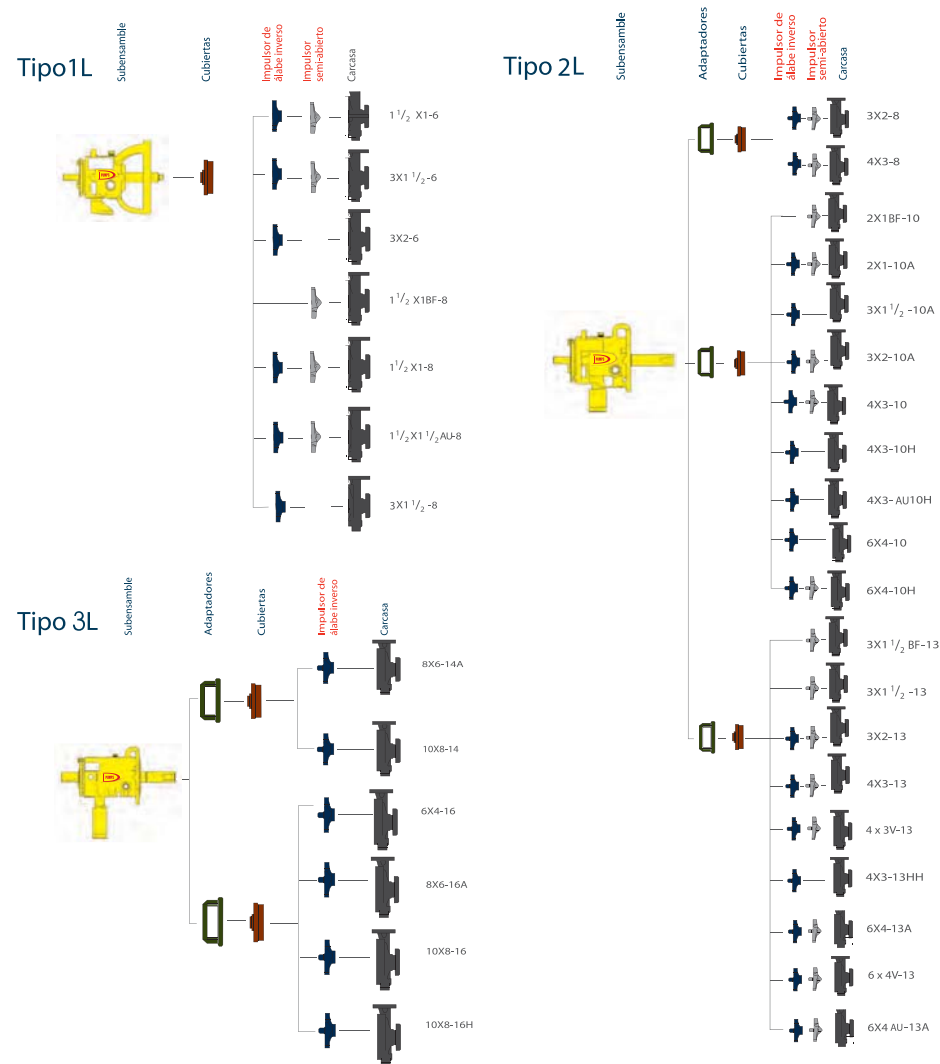 Tipo1L
Subensamble
Cubiertas
Impulsor de
álabe inverso
Impulsor
semi-abierto
Carcasa
1 1/2 X1-6
3X1 1/2 -6
3X2-6
1 1/2 X1BF-8
1 1/2 X1-8
1 1/2 X1 1/2 AU-8
3X1 1/2 -8
Tipo 2L
Subensamble
Adaptadores
Cubiertas
Impulsor de
álabe inverso
Impulsor
semi-abierto
Carcasa
3X2-8
4X3-8
2X1BF-10
2X1-10A
3X1 1/2 -10A
3X2-10A
4X3-10
4X3-10H
4X3-AU10H
6X4-10
6X4-10H
3X1 1/2 BF-13
3X1 1/2 -13
3X2-13
4X3-13
4 x 3V-13
4X3-13HH
6X4-13A
6 x 4V-13
6X4 AU-13A
Tipo 3L
Subensamble
Adaptadores
Cubiertas
Impulsor de
álabe inverso
Carcasa
8X6-14A
10X8-14
6X4-16
8X6-16A
10X8-16
10X8-16H